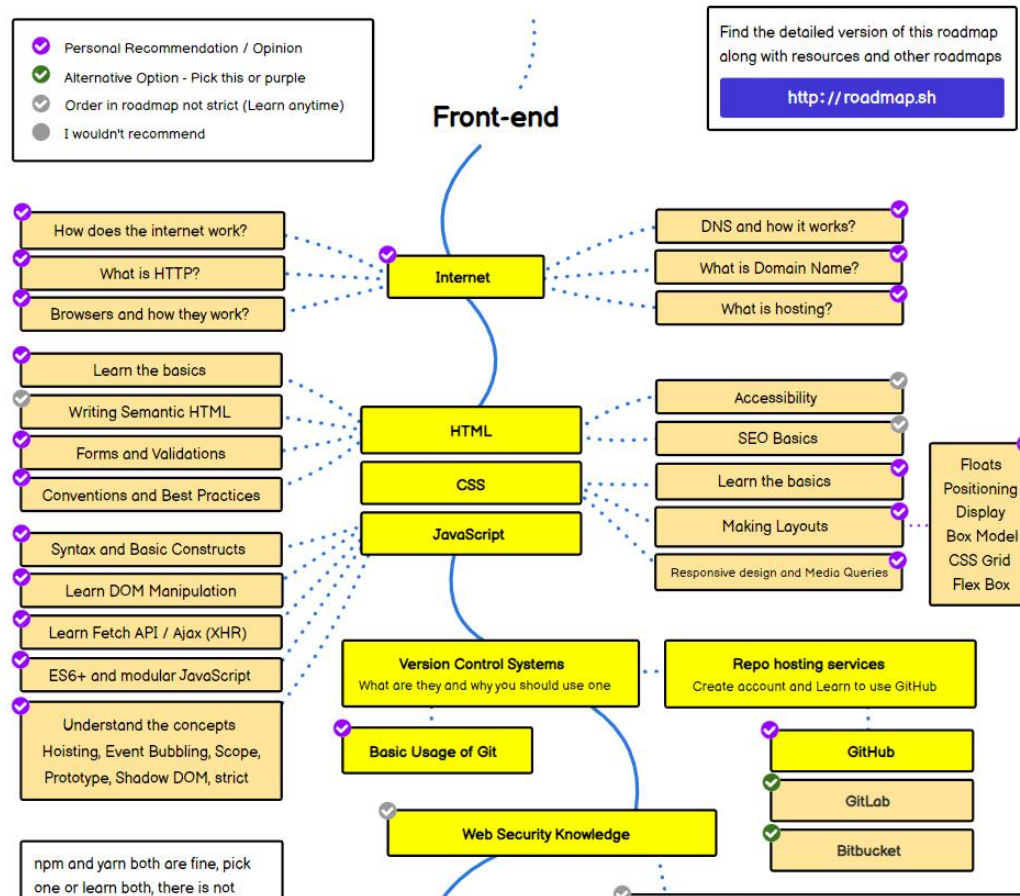 Personal Recommendation / Opinion
Alternative Option - Pick this or purple
Order in roadmap not strict (Learn anytime)
I wouldn't recommend
Find the detailed version of this roadmap
along with resources and other roadmaps
http://roadmap.sh
Front-end
How does the internet work?
What is HTTP?
Browsers and how they work?
Internet
DNS and how it works?
What is Domain Name?
What is hosting?
Learn the basics
Writing Semantic HTML
Forms and Validations
Conventions and Best Practices
HTML
Accessibility
SEO Basics
CSS
Learn the basics
Making Layouts
Responsive design and Media Queries
Floats
Positioning
Display
Box Model
CSS Grid
Flex Box
JavaScript
Syntax and Basic Constructs
Learn DOM Manipulation
Learn Fetch API / Ajax (XHR)
ES6+ and modular JavaScript
Understand the concepts
Hoisting, Event Bubbling, Scope,
Prototype, Shadow DOM, strict
Version Control Systems
What are they and why you should use one
Basic Usage of Git
Repo hosting services
Create account and Learn to use GitHub
GitHub
GitLab
Bitbucket
Web Security Knowledge
npm and yarn both are fine, pick
one or learn both, there is not